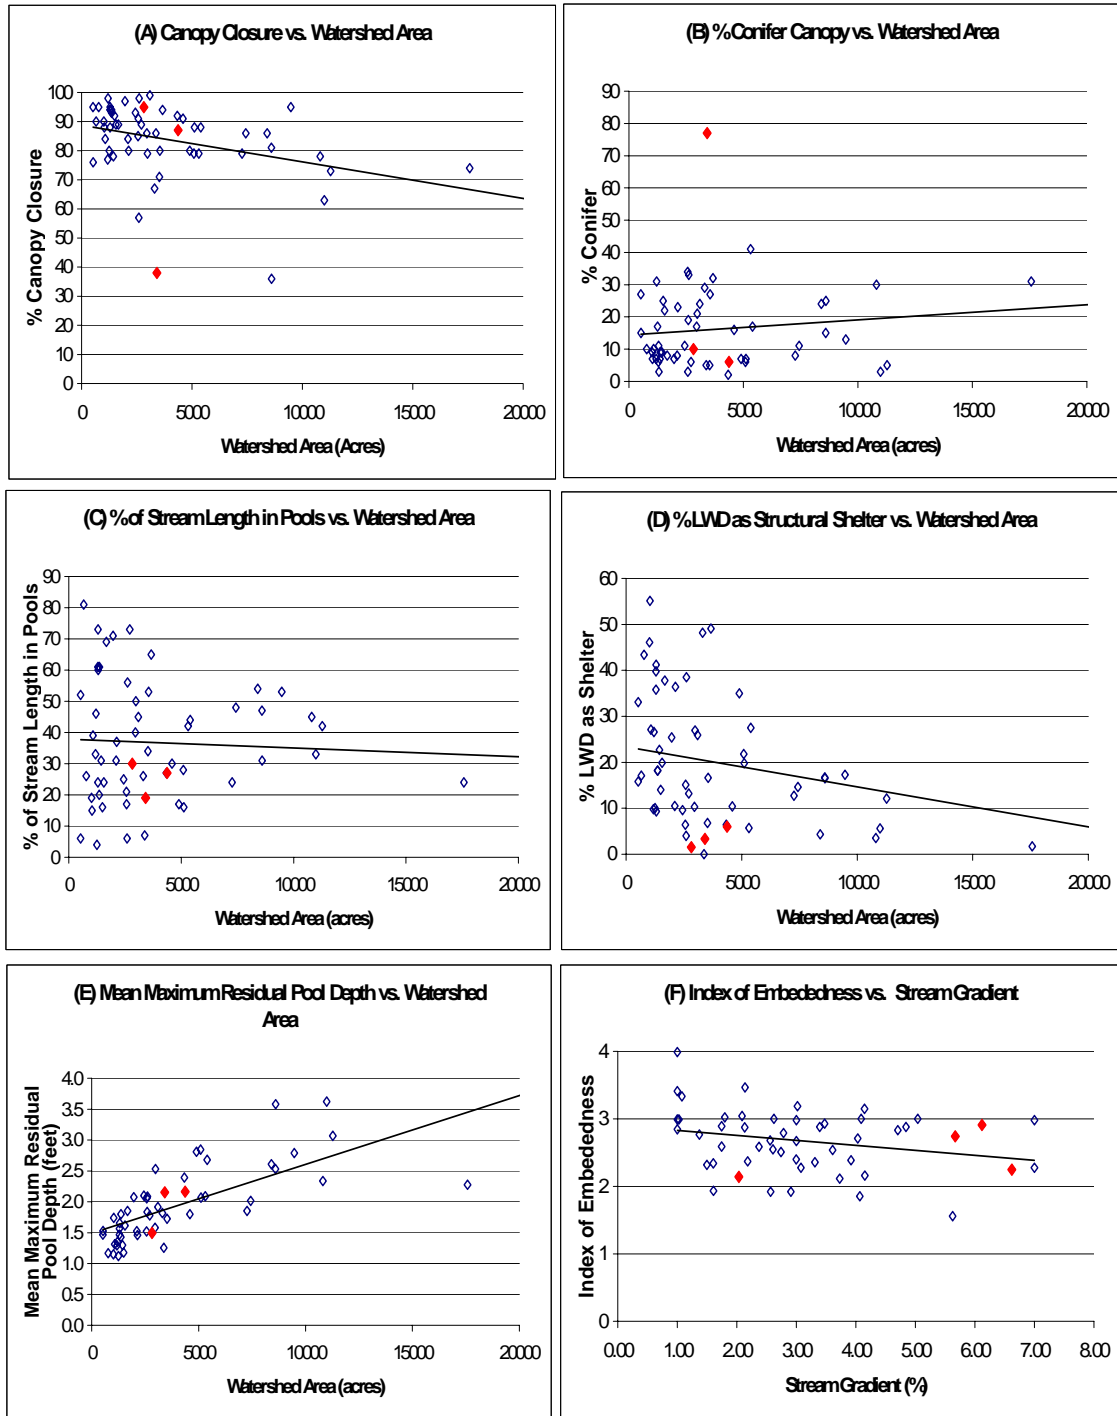 (A) Canopy Closure vs. Watershed Area
% Canopy Closure
100
90
80
70
60
50
40
30
20
10
0
0 5000 10000 15000 20000
Watershed Area (Acres)
(B) % Conifer Canopy vs. Watershed Area
% Conifer
90
80
70
60
50
40
30
20
10
0
0 5000 10000 15000 20000
Watershed Area (acres)
(C) % of Stream Length in Pools vs. Watershed Area
% of Stream Length in Pools
90
80
70
60
50
40
30
20
10
0
0 5000 10000 15000 20000
Watershed Area (acres)
(D) % LWD as Structural Shelter vs. Watershed Area
% LWD as Shelter
60
50
40
30
20
10
0
0 5000 10000 15000 20000
Watershed Area (acres)
(E) Mean Maximum Residual Pool Depth vs. Watershed
Area
Mean Maximum Residual
Pool Depth (feet)
4.0
3.5
3.0
2.5
2.0
1.5
1.0
0.5
0.0
0 5000 10000 15000 20000
Watershed Area (acres)
(F) Index of Embededness vs. Stream Gradient
Index of Embededness
4
3
2
1
0
0.00 1.00 2.00 3.00 4.00 5.00 6.00 7.00 8.00
Stream Gradient (%)